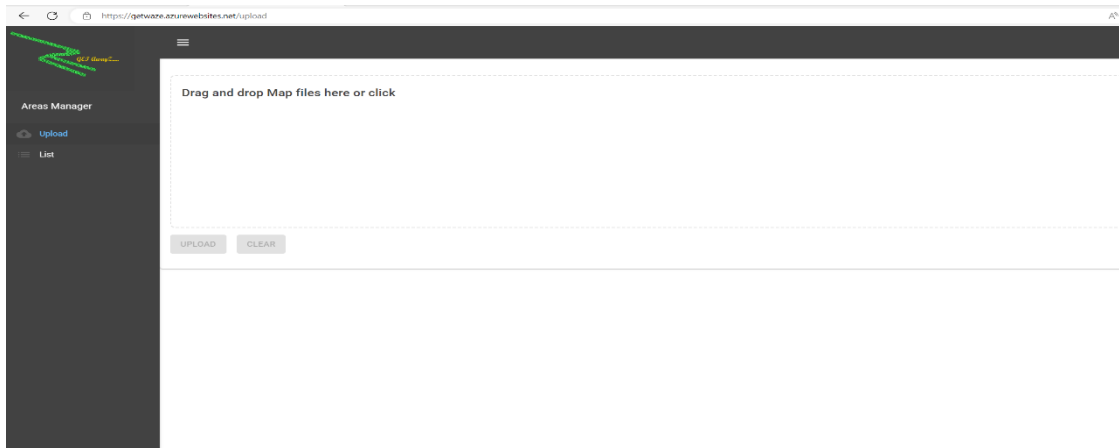 https://getwaze.azurewebsites.net/upload
Areas Manager
Upload
List
Drag and drop Map files here or click
UPLOAD
CLEAR